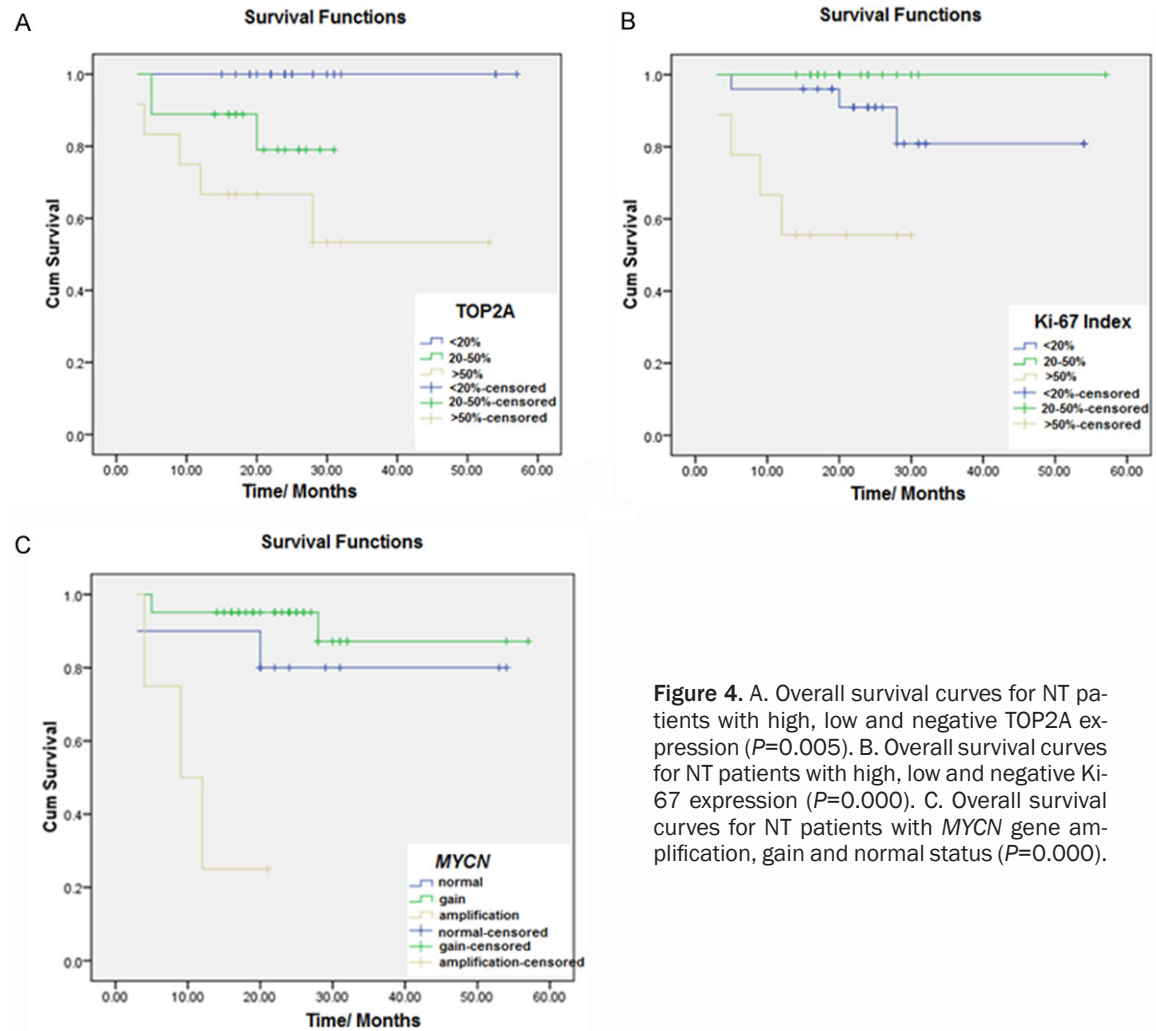 A
Survival Functions
Cum Survival
1.0
0.8
0.6
0.4
0.2
0.0
TOP2A
<20%
20-50%
>50%
<20%-censored
20-50%-censored
>50%-censored
0.00 10.00 20.00 30.00 40.00 50.00 60.00
Time/ Months
B
Survival Functions
Cum Survival
1.0
0.8
0.6
0.4
0.2
0.0
Ki-67 Index
<20%
20-50%
>50%
<20%-censored
20-50%-censored
>50%-censored
0.00 10.00 20.00 30.00 40.00 50.00 60.00
Time/ Months
C
Survival Functions
Cum Survival
1.0
0.8
0.6
0.4
0.2
0.0
MYCN
normal
gain
amplification
normal-censored
gain-censored
amplification-censored
0.00 10.00 20.00 30.00 40.00 50.00 60.00
Time/ Months
Figure 4. A. Overall survival curves for NT pa-
tients with high, low and negative TOP2A ex-
pression (P=0.005). B. Overall survival curves
for NT patients with high, low and negative Ki-
67 expression (P=0.000). C. Overall survival
curves for NT patients with MYCN gene am-
plification, gain and normal status (P=0.000).